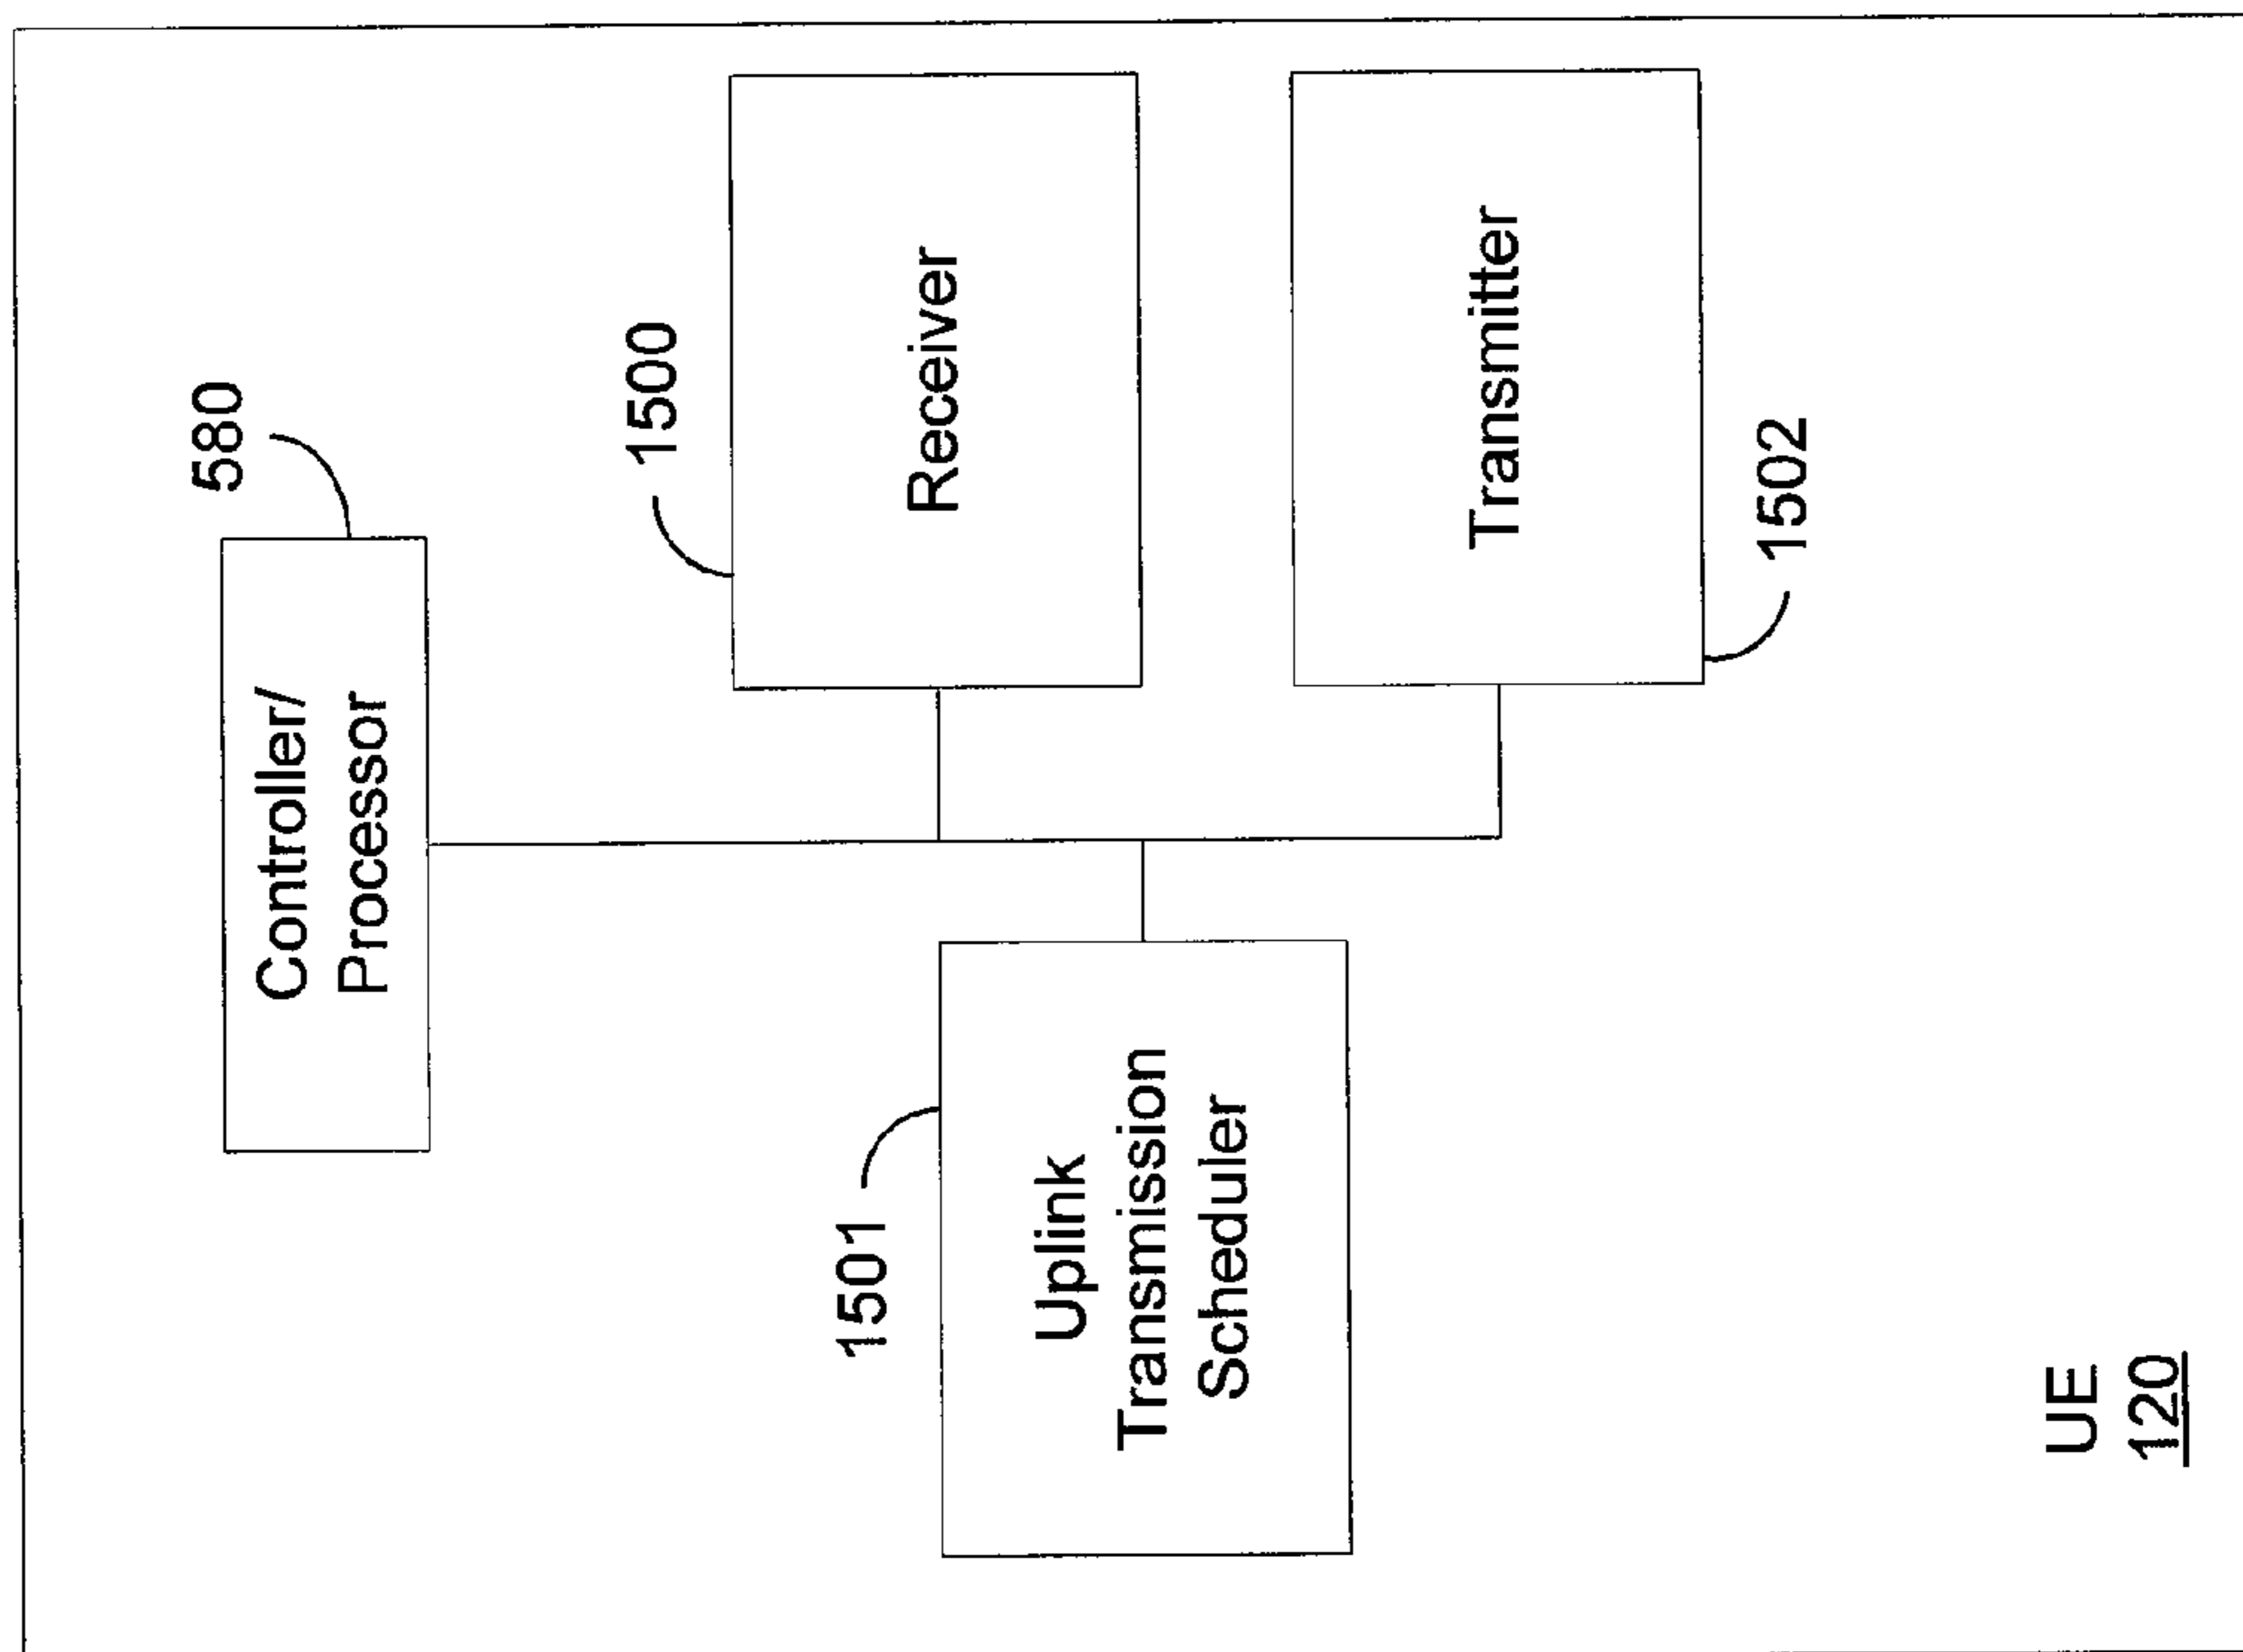 580
Controller/
Processor
1500
Receiver
1501
Uplink
Transmission
Scheduler
Transmitter
1502
UE
120